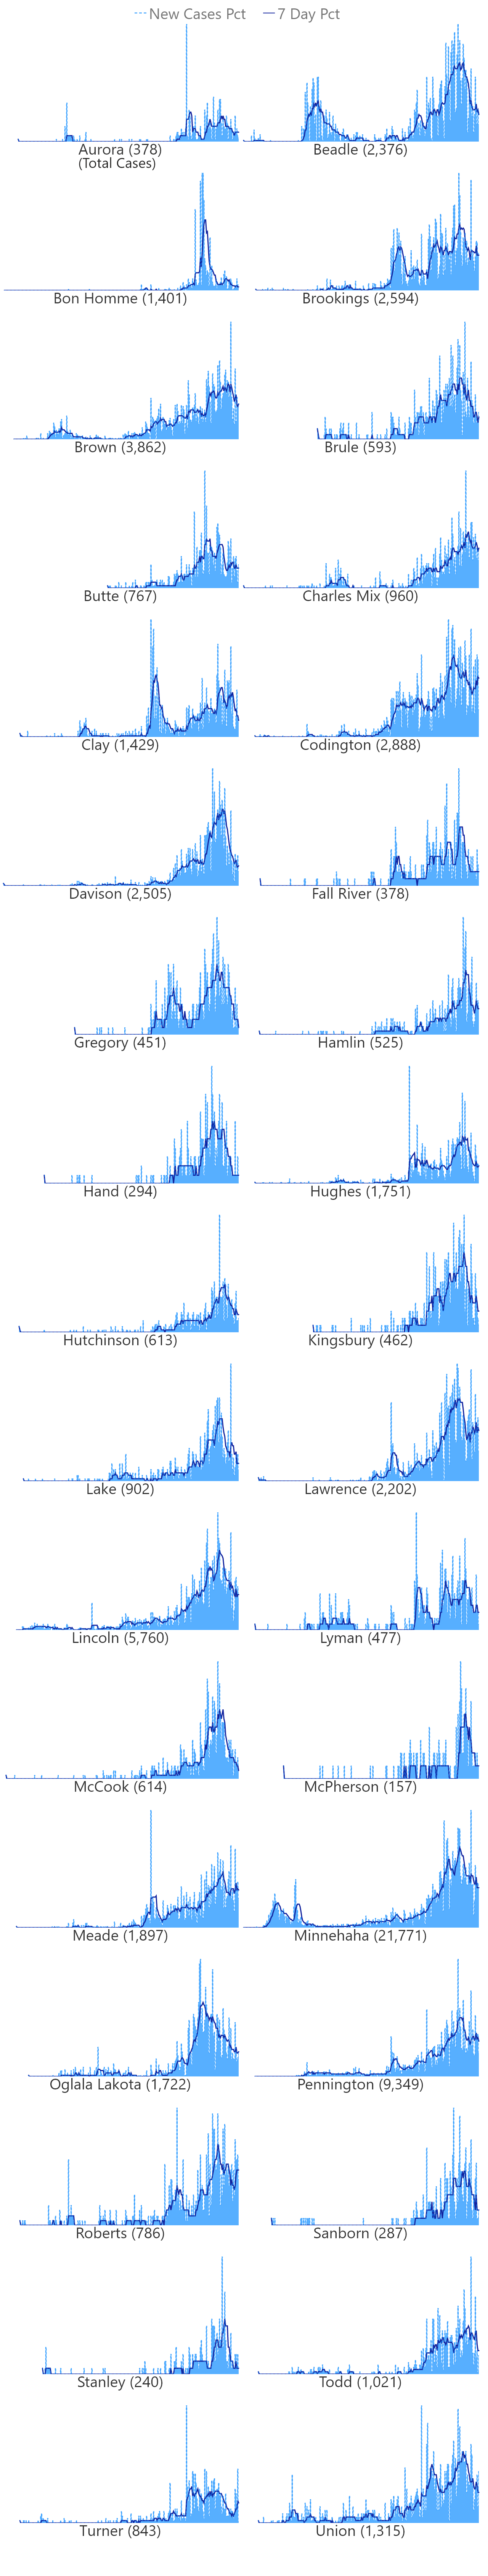 New Cases Pct 7 Day Pct
Aurora (378) Beadle (2,376)
(Total Cases)
Bon Homme (1,401) Brookings (2,594)
Brown (3,862) Brule (593)
Butte (767) Charles Mix (960)
Clay (1,429) Codington (2,888)
Davison (2,505) Fall River (378)
Gregory (451) Hamlin (525)
Hand (294) Hughes (1,751)
Hutchinson (613) Kingsbury (462)
Lake (902) Lawrence (2,202)
Lincoln (5,760) Lyman (477)
McCook (614) McPherson (157)
Meade (1,897) Minnehaha (21,771)
Oglala Lakota (1,722) Pennington (9,349)
Roberts (786) Sanborn (287)
Stanley (240) Todd (1,021)
Turner (843) Union (1,315)